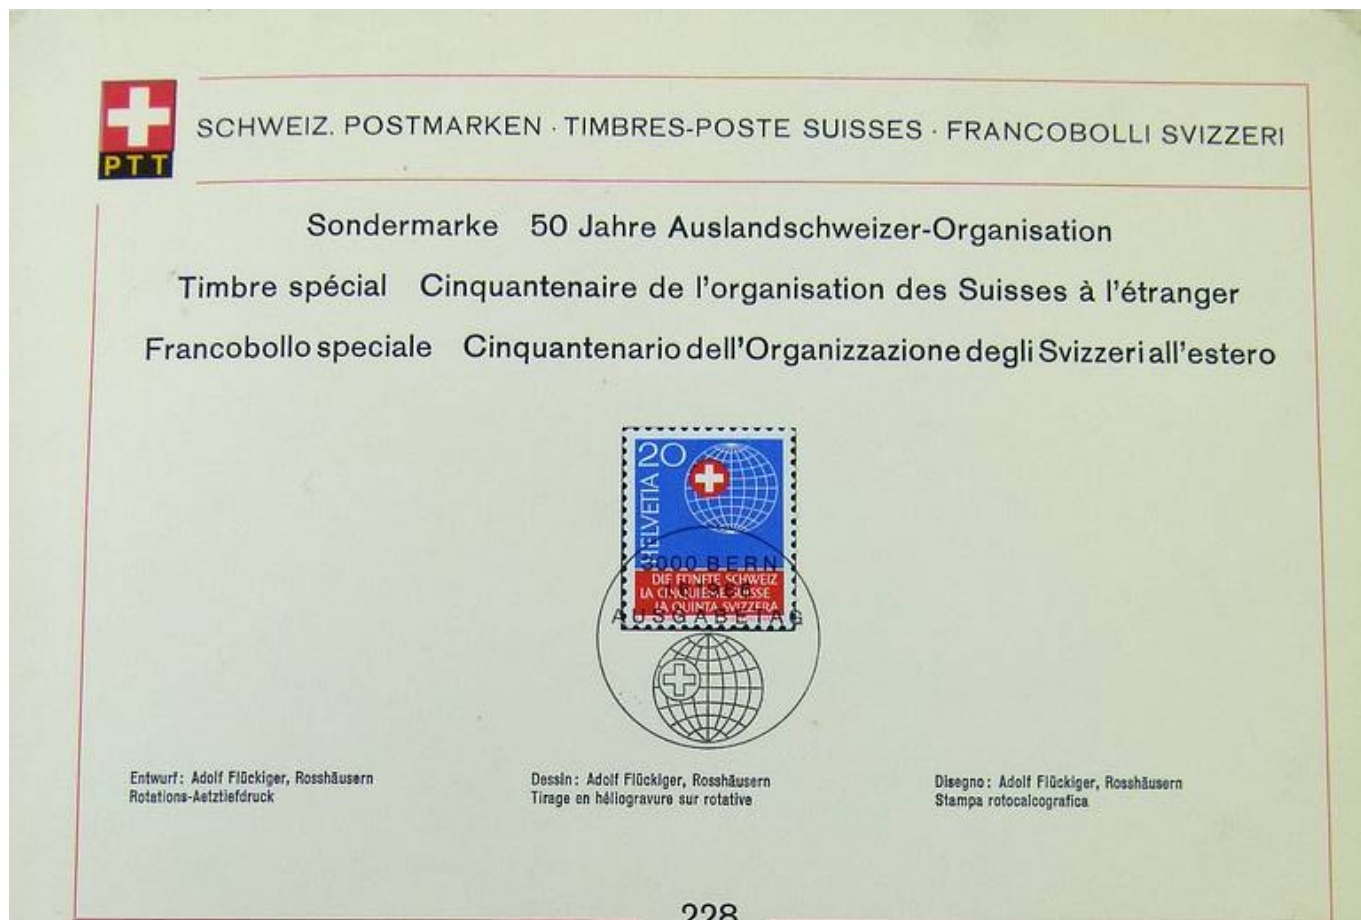 PTT
SCHWEIZ. POSTMARKEN · TIMBRES-POSTE SUISSES · FRANCOBOLLI SVIZZERI
Sondermarke 50 Jahre Auslandschweizer-Organisation
Timbre spécial Cinquantenaire de l'organisation des Suisses à l'étranger
Francobollo speciale Cinquantenario dell'Organizzazione degli Svizzeri all'estero
20
HELVETIA
3000 BERN
DIE FÜNFTE SCHWEIZ
LA CINQUIÈME SUISSE
LA QUINTA SVIZZERA
AUSGABETAG
Entwurf: Adolf Flückiger, Rosshäusern
Rotations-Aetztiefdruck
Dessin: Adolf Flückiger, Rosshäusern
Tirage en héliogravure sur rotative
Disegno: Adolf Flückiger, Rosshäusern
Stampa rotocalcografica
228